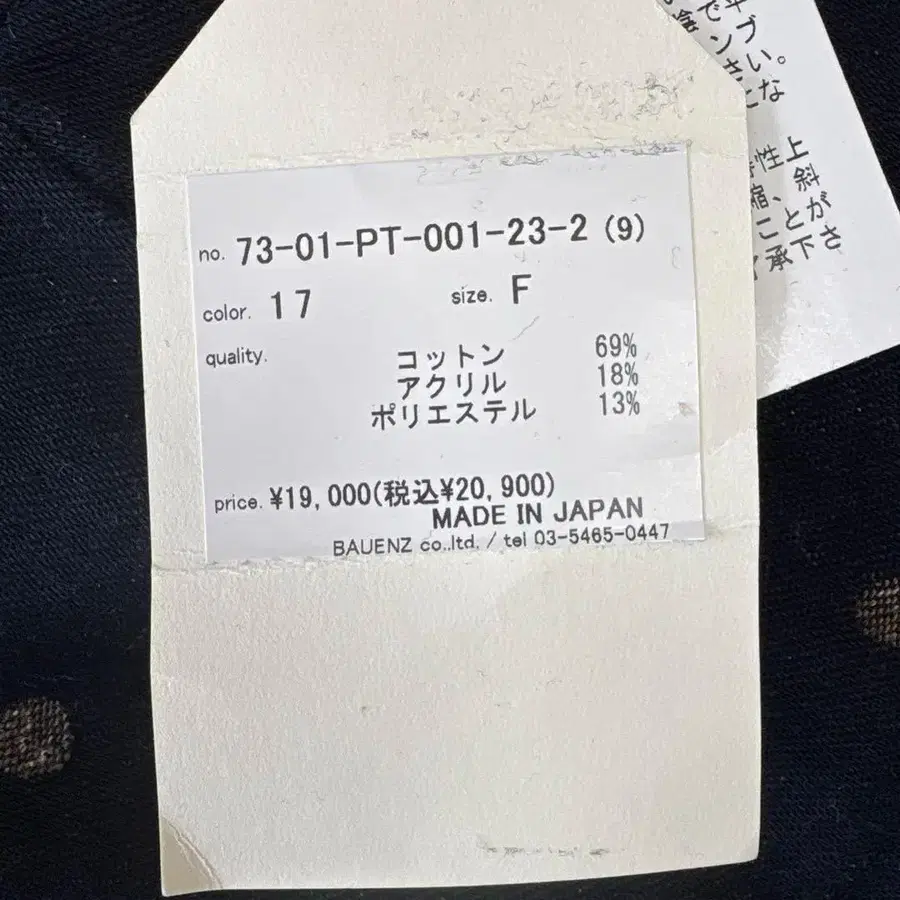 no. 73-01-PT-001-23-2 (9)
color. 17 size. F
quality.
コットン 69%
アクリル 18%
ポリエステル 13%
price. ¥19,000(税込¥20,900)
MADE IN JAPAN
BAUENZ co.,ltd. / tel 03-5465-0447
で
ンプ
さい。
な
性上
縮、斜
ことが
承下さ